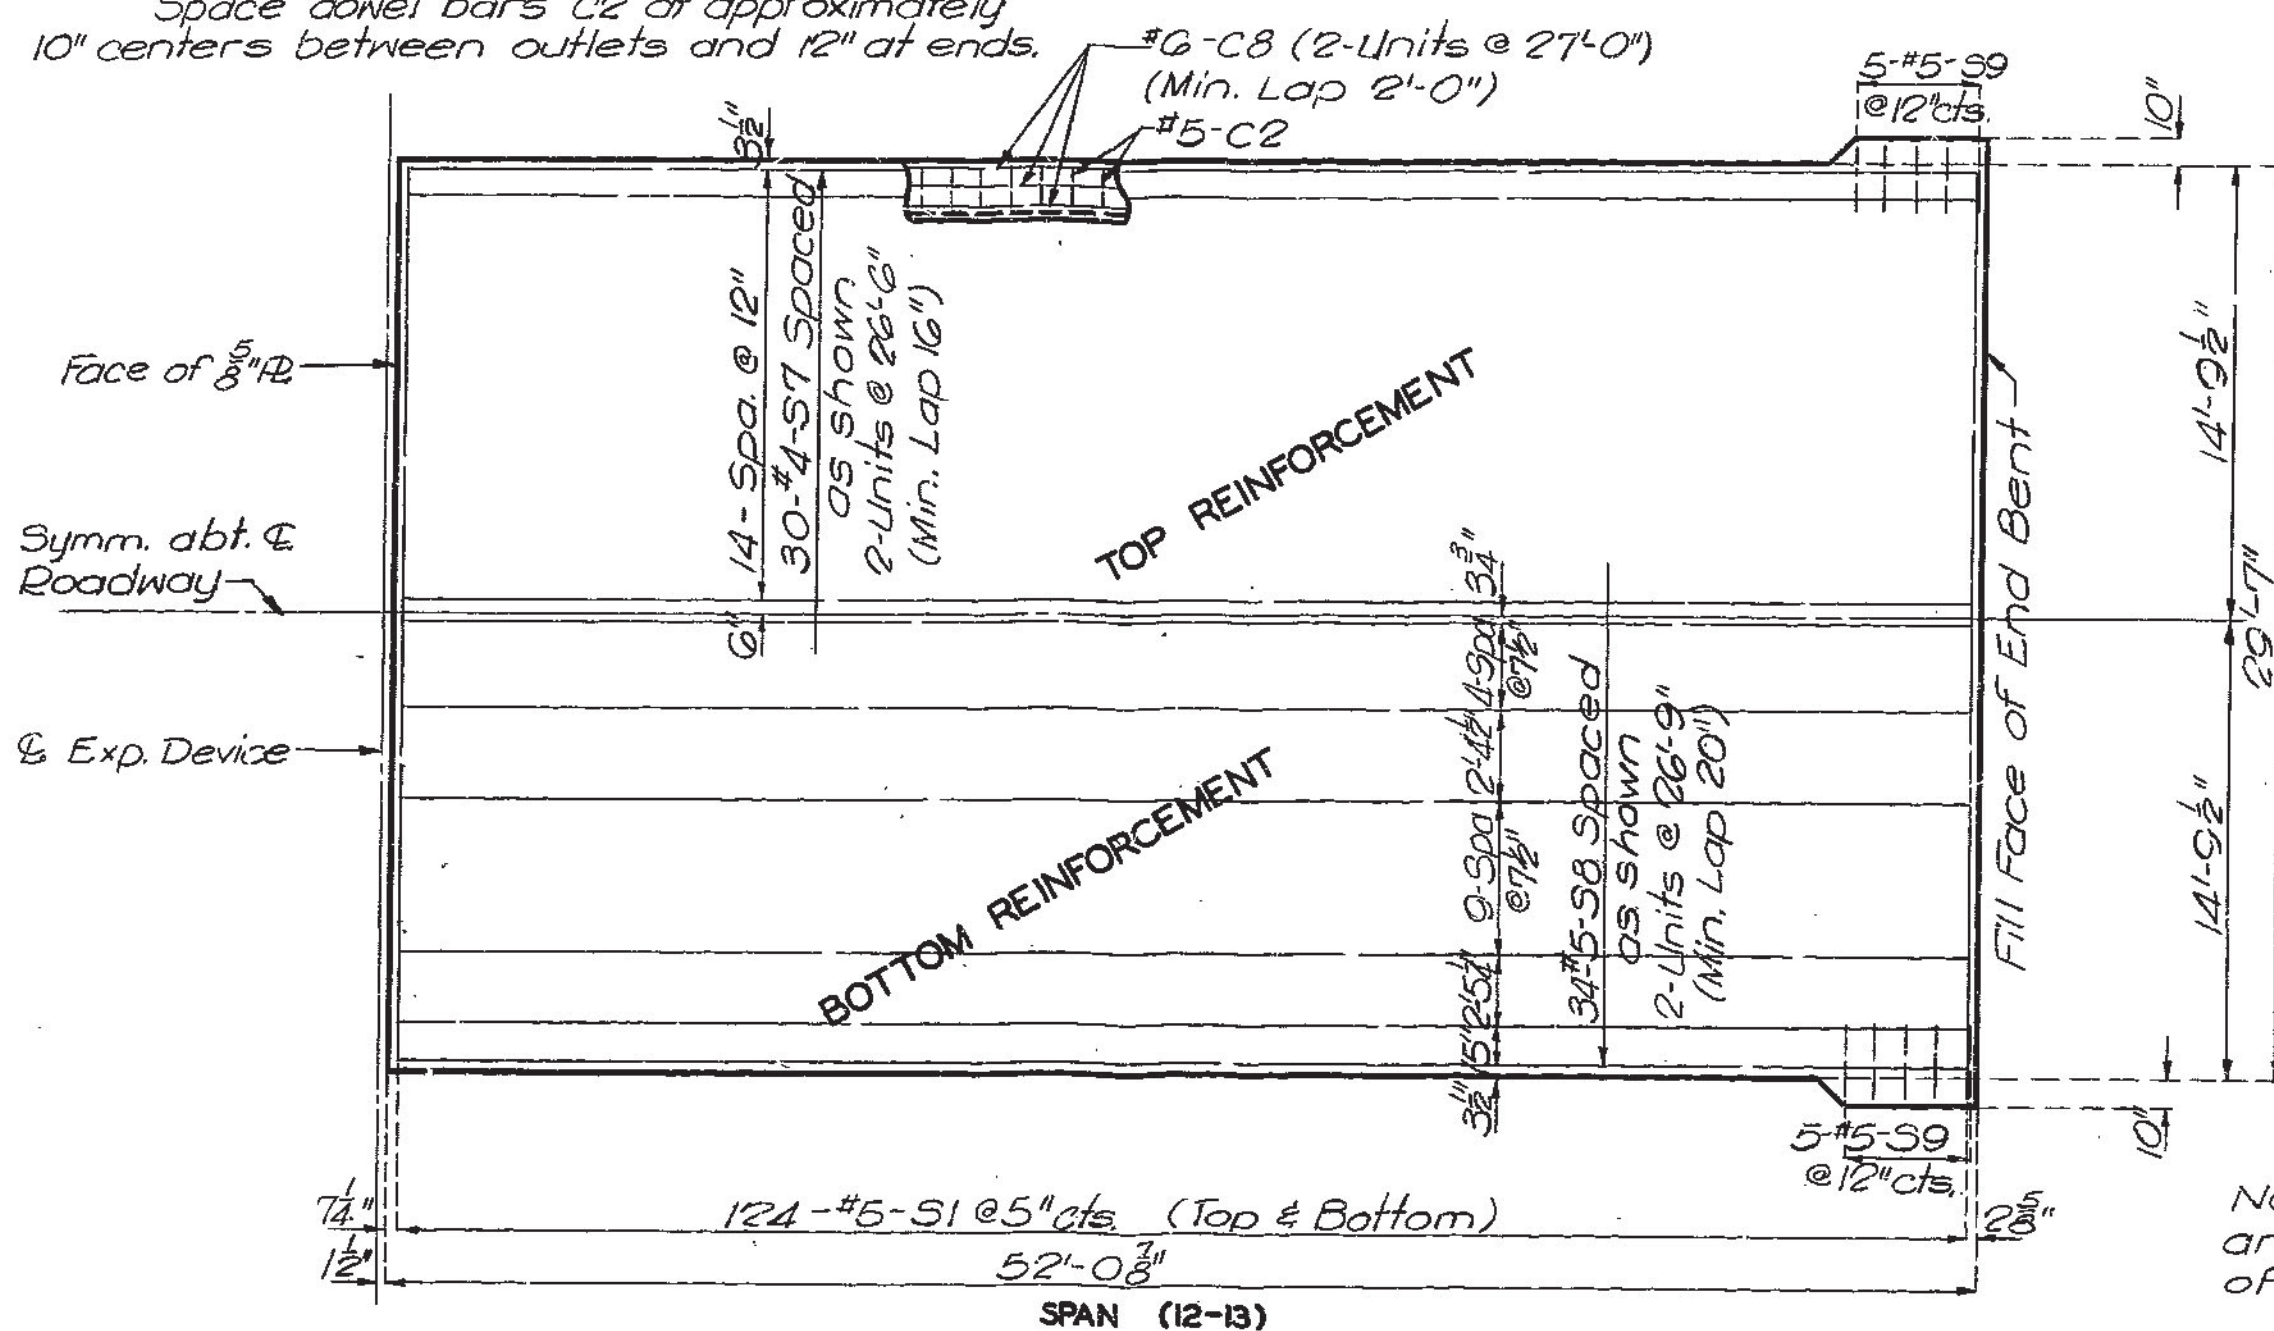 Space dowel bars C2 at approximately
10" centers between outlets and 12" at ends.
#6-C8 (2-Units @ 27'-0")
(Min. Lap 2'-0")
#5-C2
5-#5-S9
@ 12" cts.
10"
3 1/2"
14-Spa. @ 12"
30-#4-S7 Spaced
as shown
2-Units @ 26'-6"
(Min. Lap 16")
6"
Face of 5/8" PL
Symm. abt. ℄
Roadway
℄ Exp. Device
TOP REINFORCEMENT
BOTTOM REINFORCEMENT
3 3/4"
4-Spa
@ 7 1/2"
2'-4 1/2"
9-Spa
@ 7 1/2"
2'-5 1/4"
15"
3 1/2"
34-#5-S8 Spaced
as shown
2-Units @ 26'-9"
(Min. Lap 20")
Fill Face of End Bent
14'-9 1/2"
29'-7"
14'-9 1/2"
10"
5-#5-S9
@ 12" cts.
7 1/4"
124-#5-S1 @ 5" cts. (Top & Bottom)
2 5/8"
1 1/2"
52'-0 7/8"
SPAN (12-13)